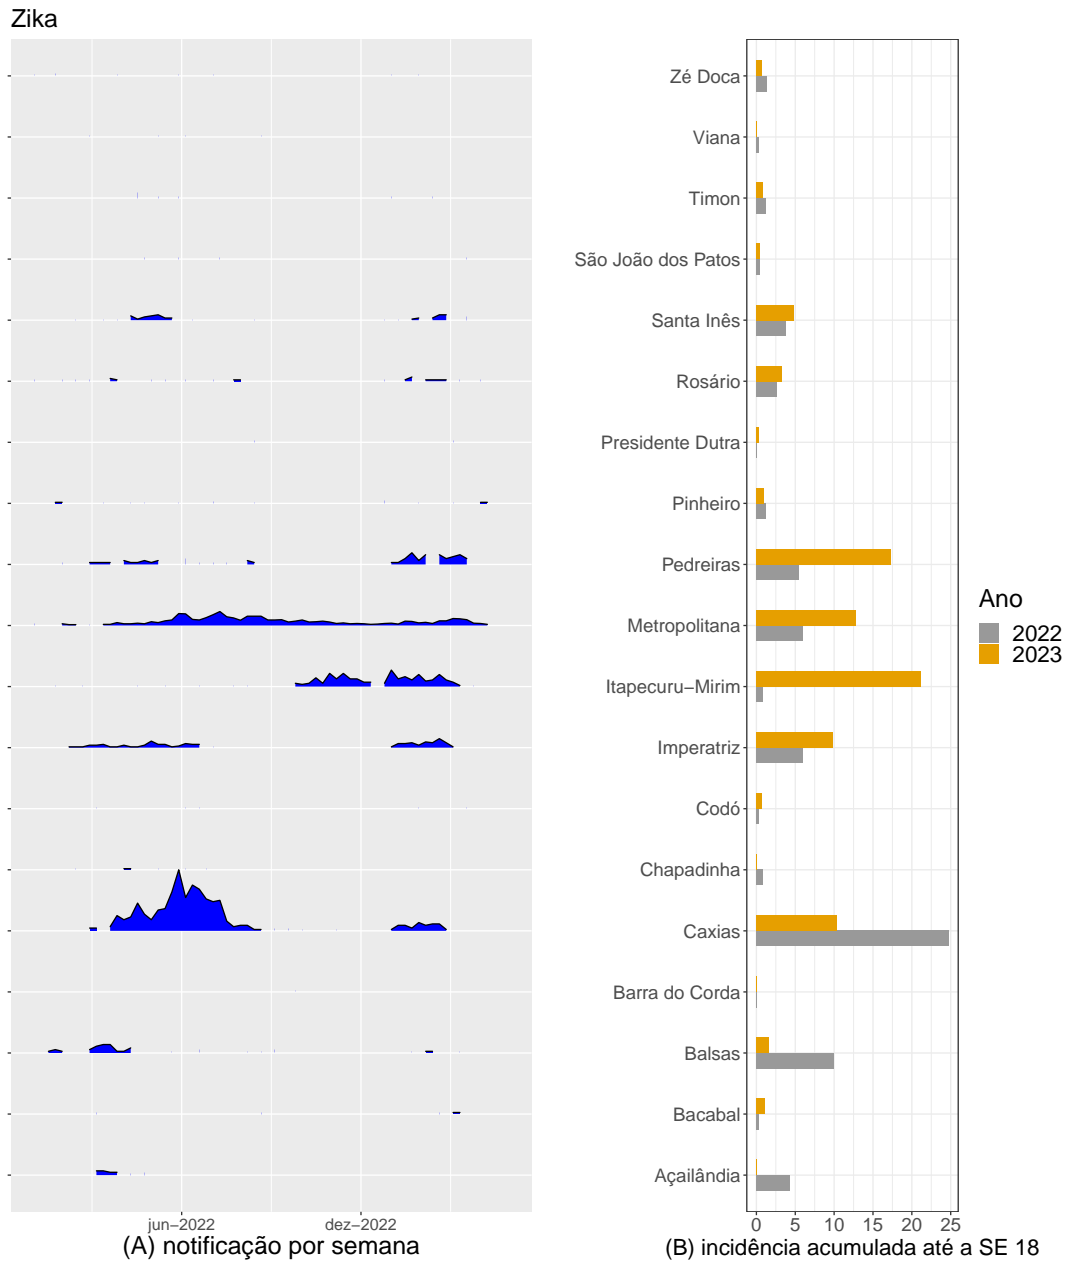 Zika
Zé Doca
Viana
Timon
São João dos Patos
Santa Inês
Rosário
Presidente Dutra
Pinheiro
Pedreiras
Metropolitana
Itapecuru−Mirim
Imperatriz
Codó
Chapadinha
Caxias
Barra do Corda
Balsas
Bacabal
Açailândia
jun−2022 dez−2022
(A) notificação por semana
0 5 10 15 20 25
(B) incidência acumulada até a SE 18
Ano
2022
2023